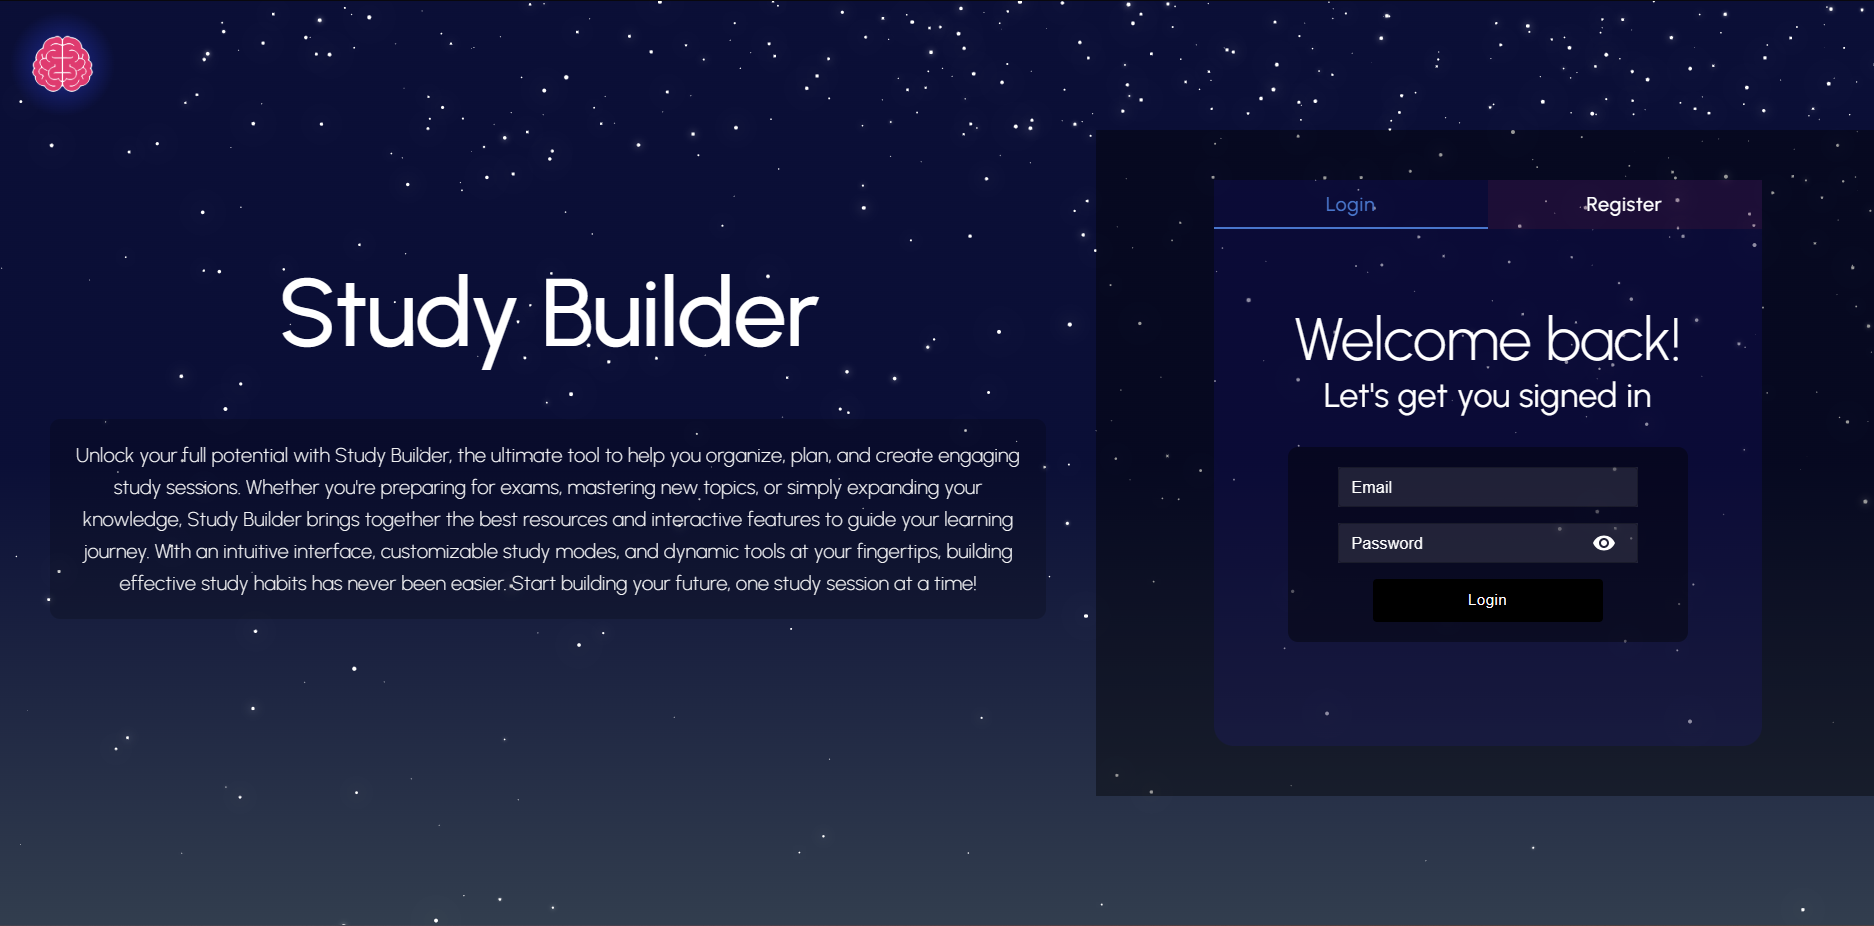 Study Builder
Unlock your full potential with Study Builder, the ultimate tool to help you organize, plan, and create engaging
study sessions. Whether you're preparing for exams, mastering new topics, or simply expanding your
knowledge, Study Builder brings together the best resources and interactive features to guide your learning
journey. With an intuitive interface, customizable study modes, and dynamic tools at your fingertips, building
effective study habits has never been easier. Start building your future, one study session at a time!
Login
Register
Welcome back!
Let's get you signed in
Email
Password
Login